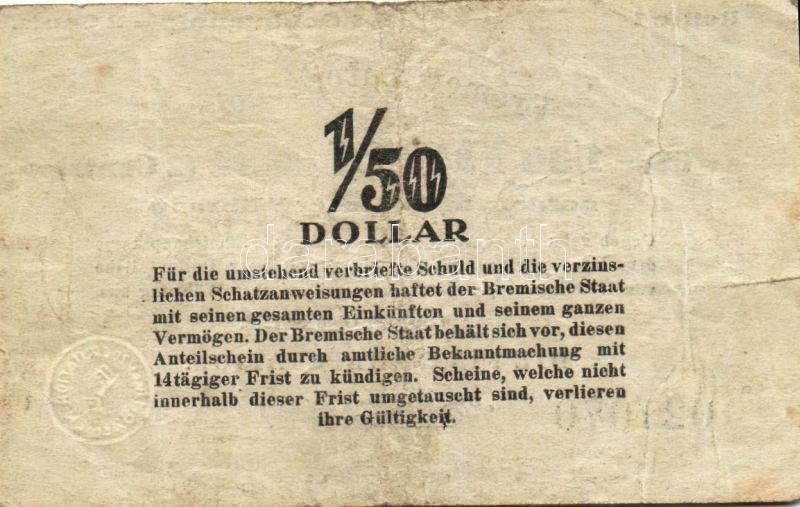 1/50
DOLLAR
darabanth
Für die umstehend verbriefte Schuld und die verzins-
lichen Schatzanweisungen haftet der Bremische Staat
mit seinen gesamten Einkünften und seinem ganzen
Vermögen. Der Bremische Staat behält sich vor, diesen
Anteilschein durch amtliche Bekanntmachung mit
14tägiger Frist zu kündigen. Scheine, welche nicht
innerhalb dieser Frist umgetauscht sind, verlieren
ihre Gültigkeit.